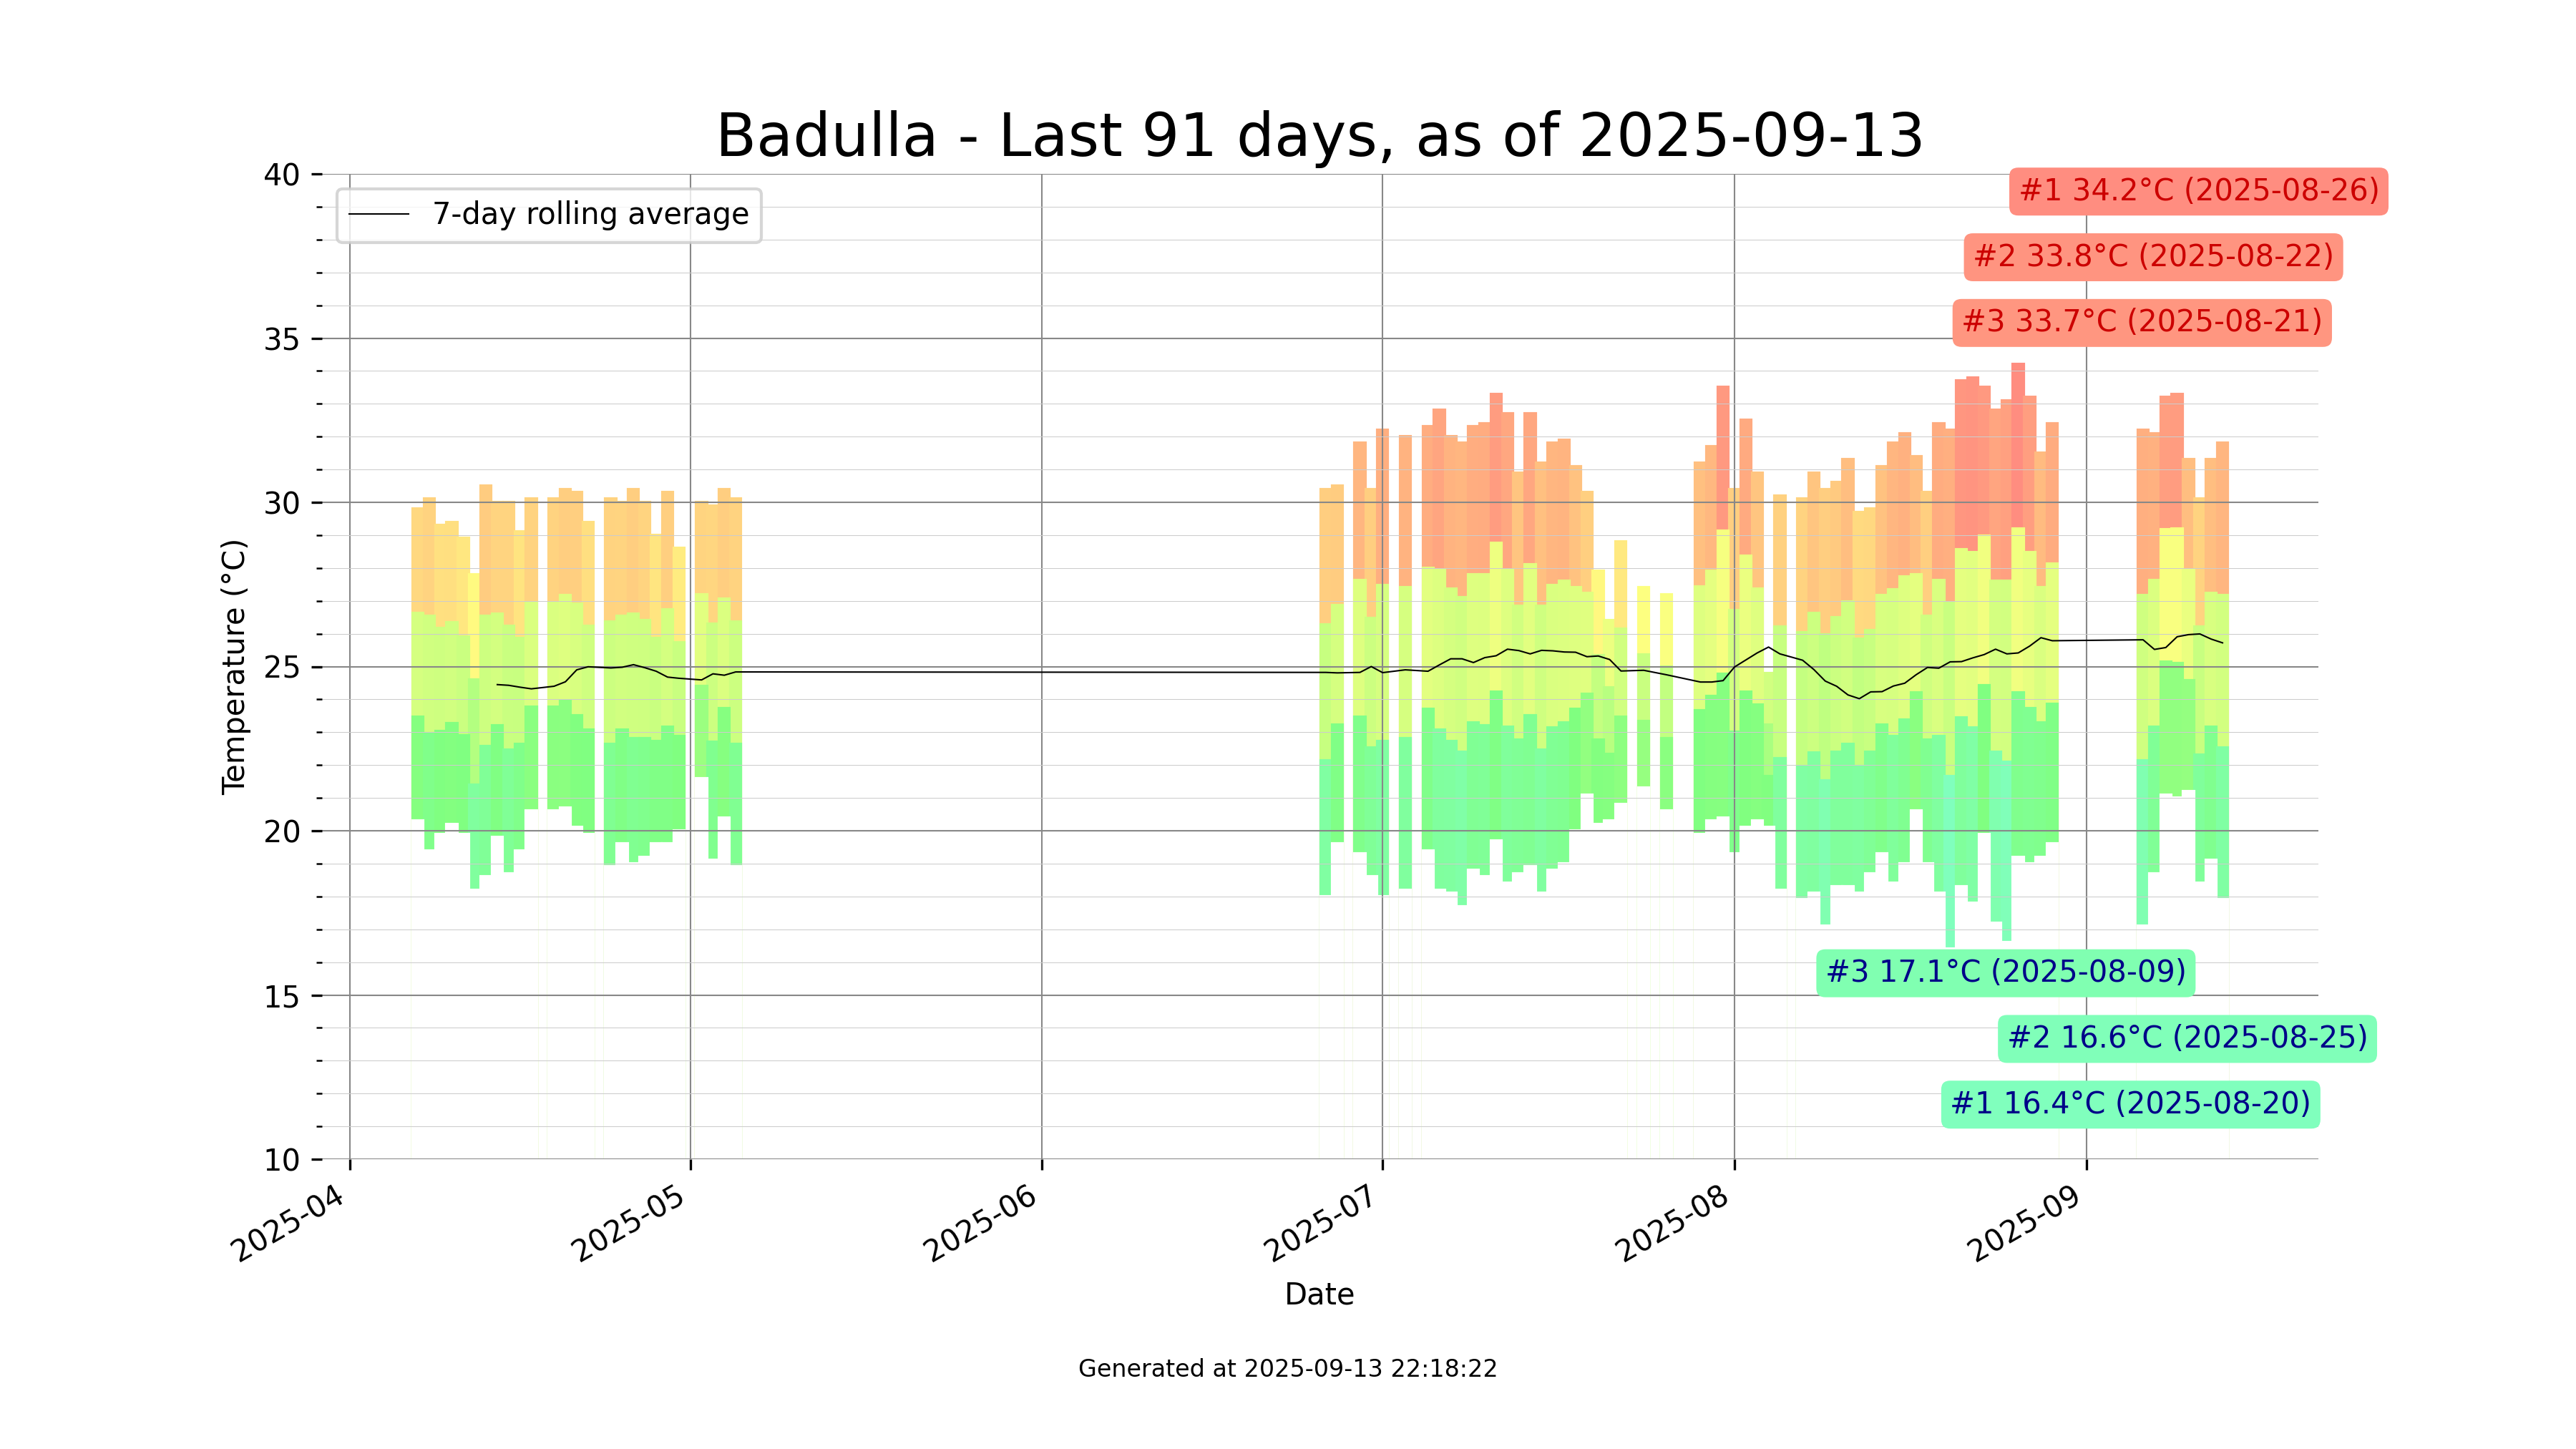 Badulla - Last 91 days, as of 2025-09-13
7-day rolling average
#1 34.2°C (2025-08-26)
#2 33.8°C (2025-08-22)
#3 33.7°C (2025-08-21)
40
35
30
25
20
15
10
Temperature (°C)
#3 17.1°C (2025-08-09)
#2 16.6°C (2025-08-25)
#1 16.4°C (2025-08-20)
2025-04
2025-05
2025-06
2025-07
2025-08
2025-09
Date
Generated at 2025-09-13 22:18:22